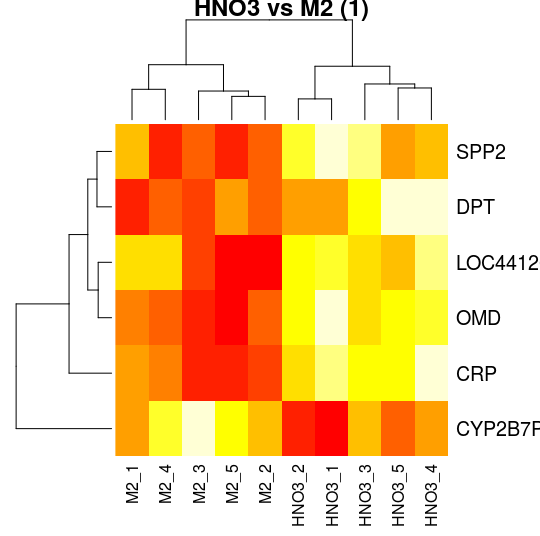 HNO3 vs M2 (1)
SPP2
DPT
LOC4412
OMD
CRP
CYP2B7P
M2_1
M2_4
M2_3
M2_5
M2_2
HNO3_2
HNO3_1
HNO3_3
HNO3_5
HNO3_4